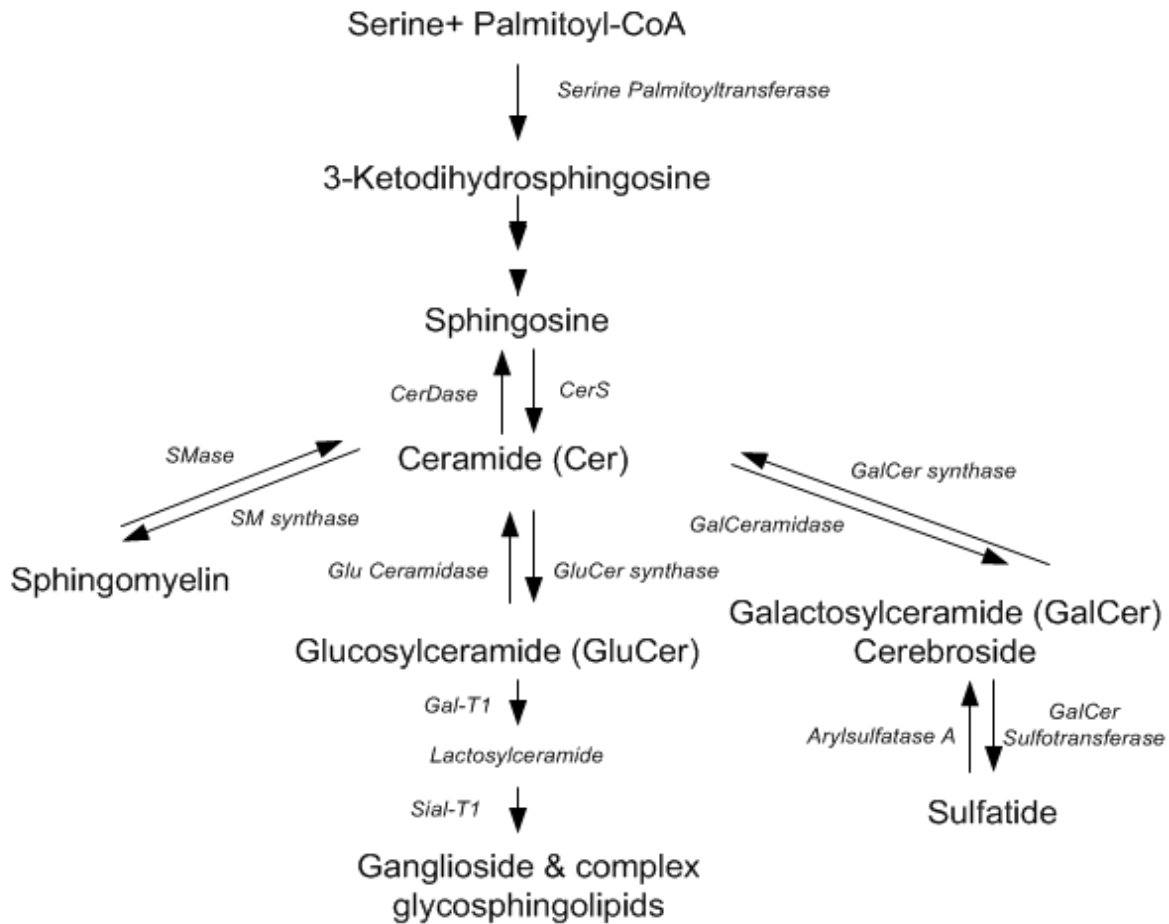 Serine+ Palmitoyl-CoA
Serine Palmitoyltransferase
3-Ketodihydrosphingosine
Sphingosine
CerDase
CerS
Ceramide (Cer)
SMase
SM synthase
GalCer synthase
GalCeramidase
Sphingomyelin
Glu Ceramidase
GluCer synthase
Galactosylceramide (GalCer)
Cerebroside
Glucosylceramide (GluCer)
Gal-T1
Lactosylceramide
Sial-T1
Arylsulfatase A
GalCer
Sulfotransferase
Sulfatide
Ganglioside & complex
glycosphingolipids